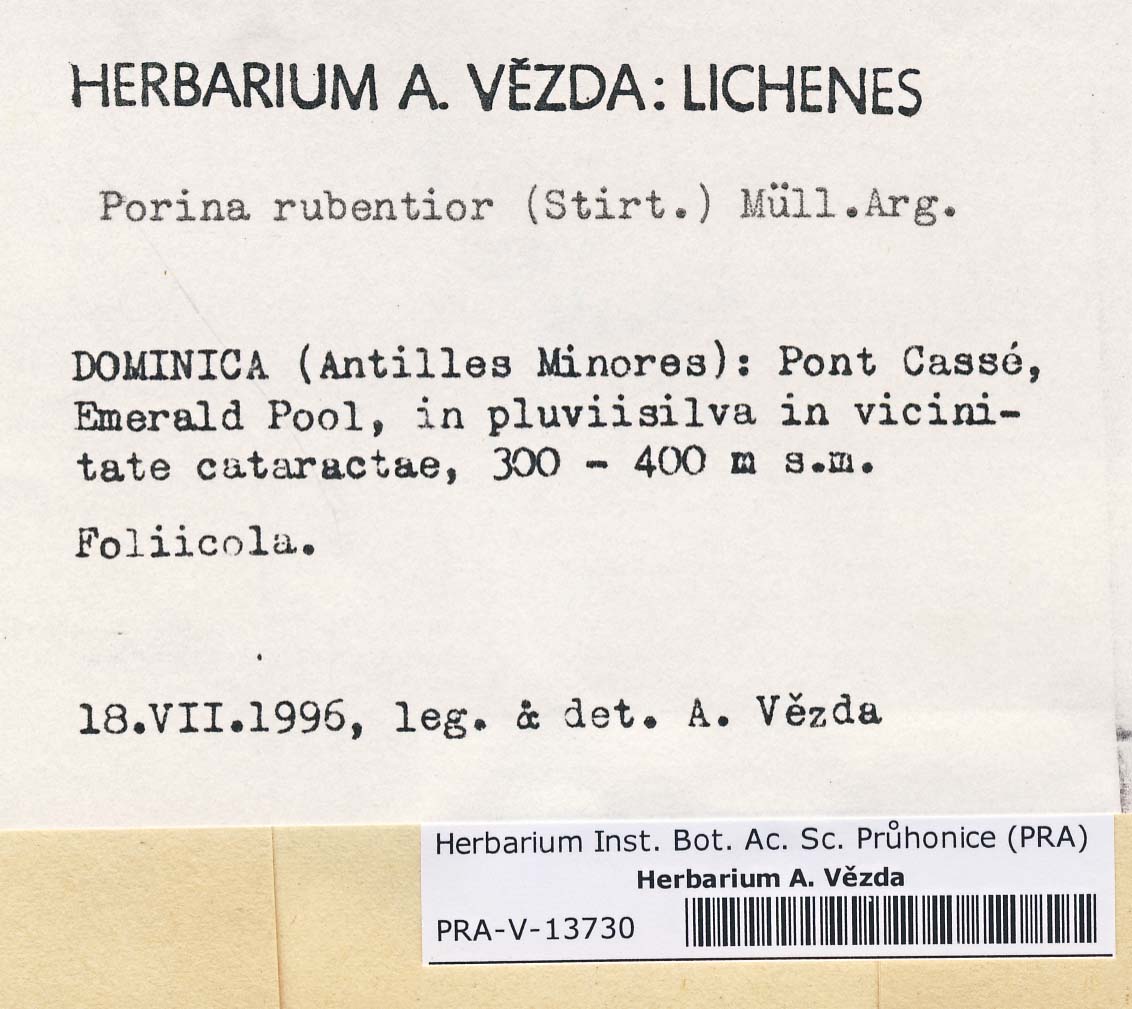 HERBARIUM A. VĚZDA: LICHENES
Porina rubentior (Stirt.) Müll.Arg.
DOMINICA (Antilles Minores): Pont Cassé,
Emerald Pool, in pluviisilva in vicini-
tate cataractae, 300 - 400 m s.m.
Foliicola.
18.VII.1996, leg. & det. A. Vězda
Herbarium Inst. Bot. Ac. Sc. Průhonice (PRA)
Herbarium A. Vězda
PRA-V-13730